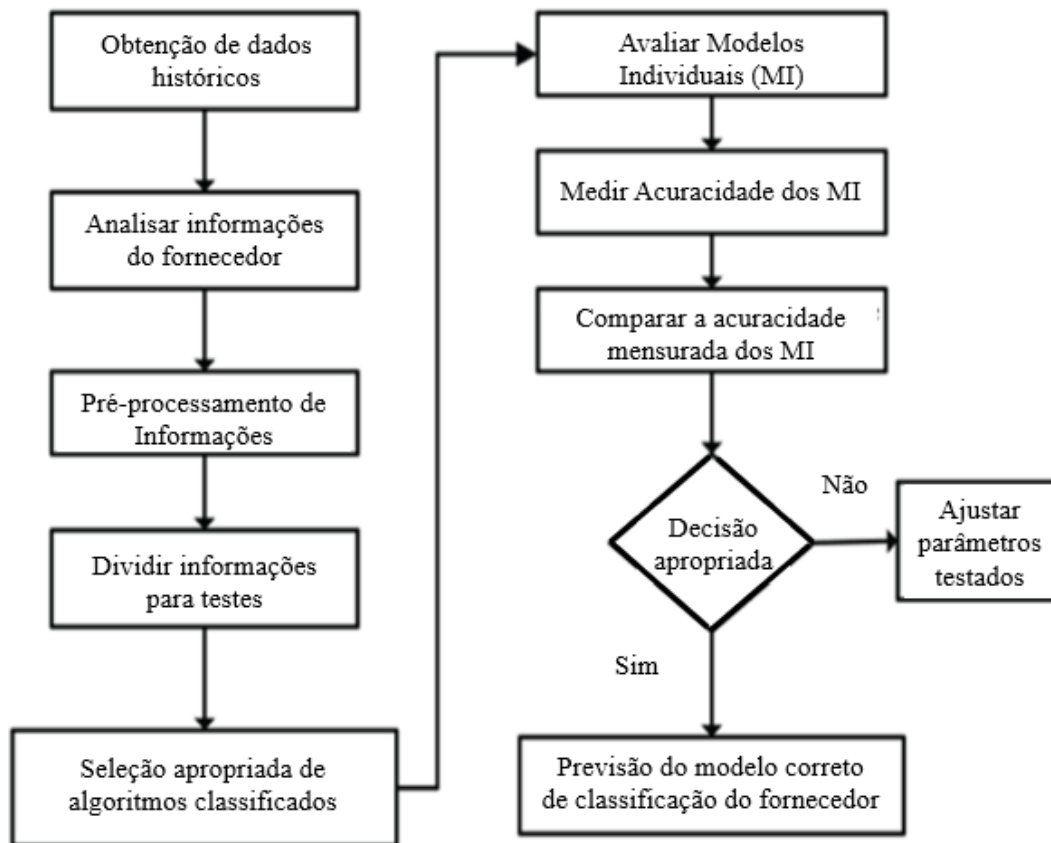 Obtenção de dados
históricos
Analisar informações
do fornecedor
Pré-processamento de
Informações
Dividir informações
para testes
Seleção apropriada de
algoritmos classificados
Avaliar Modelos
Individuais (MI)
Medir Acuracidade dos MI
Comparar a acuracidade
mensurada dos MI
Decisão
apropriada
Não
Ajustar
parâmetros
testados
Sim
Previsão do modelo correto
de classificação do fornecedor